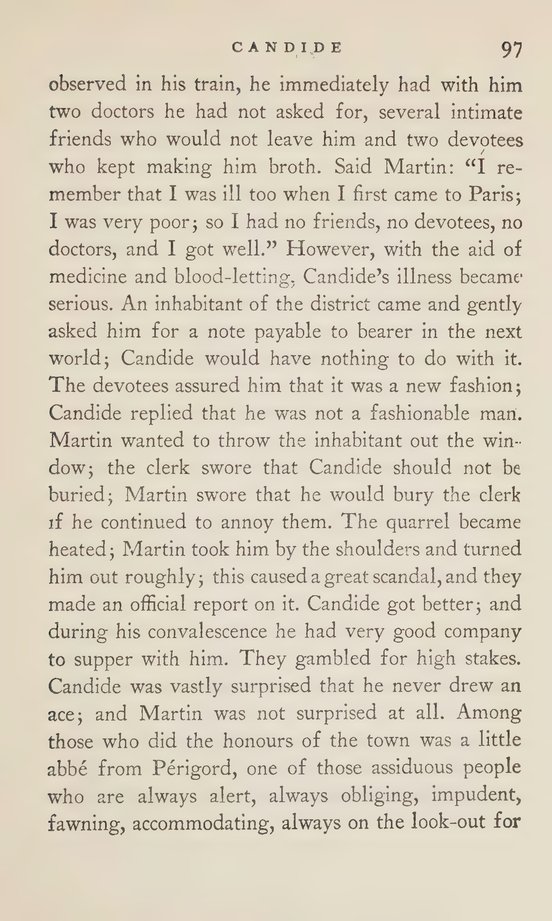 CANDIDE 97
observed in his train, he immediately had with him
two doctors he had not asked for, several intimate
friends who would not leave him and two devotees
who kept making him broth. Said Martin: “I re-
member that I was ill too when I first came to Paris;
I was very poor; so I had no friends, no devotees, no
doctors, and I got well.” However, with the aid of
medicine and blood-letting, Candide’s illness became
serious. An inhabitant of the district came and gently
asked him for a note payable to bearer in the next
world; Candide would have nothing to do with it.
The devotees assured him that it was a new fashion;
Candide replied that he was not a fashionable man.
Martin wanted to throw the inhabitant out the win-
dow; the clerk swore that Candide should not be
buried; Martin swore that he would bury the clerk
if he continued to annoy them. The quarrel became
heated; Martin took him by the shoulders and turned
him out roughly; this caused a great scandal, and they
made an official report on it. Candide got better; and
during his convalescence he had very good company
to supper with him. They gambled for high stakes.
Candide was vastly surprised that he never drew an
ace; and Martin was not surprised at all. Among
those who did the honours of the town was a little
abbé from Périgord, one of those assiduous people
who are always alert, always obliging, impudent,
fawning, accommodating, always on the look-out for